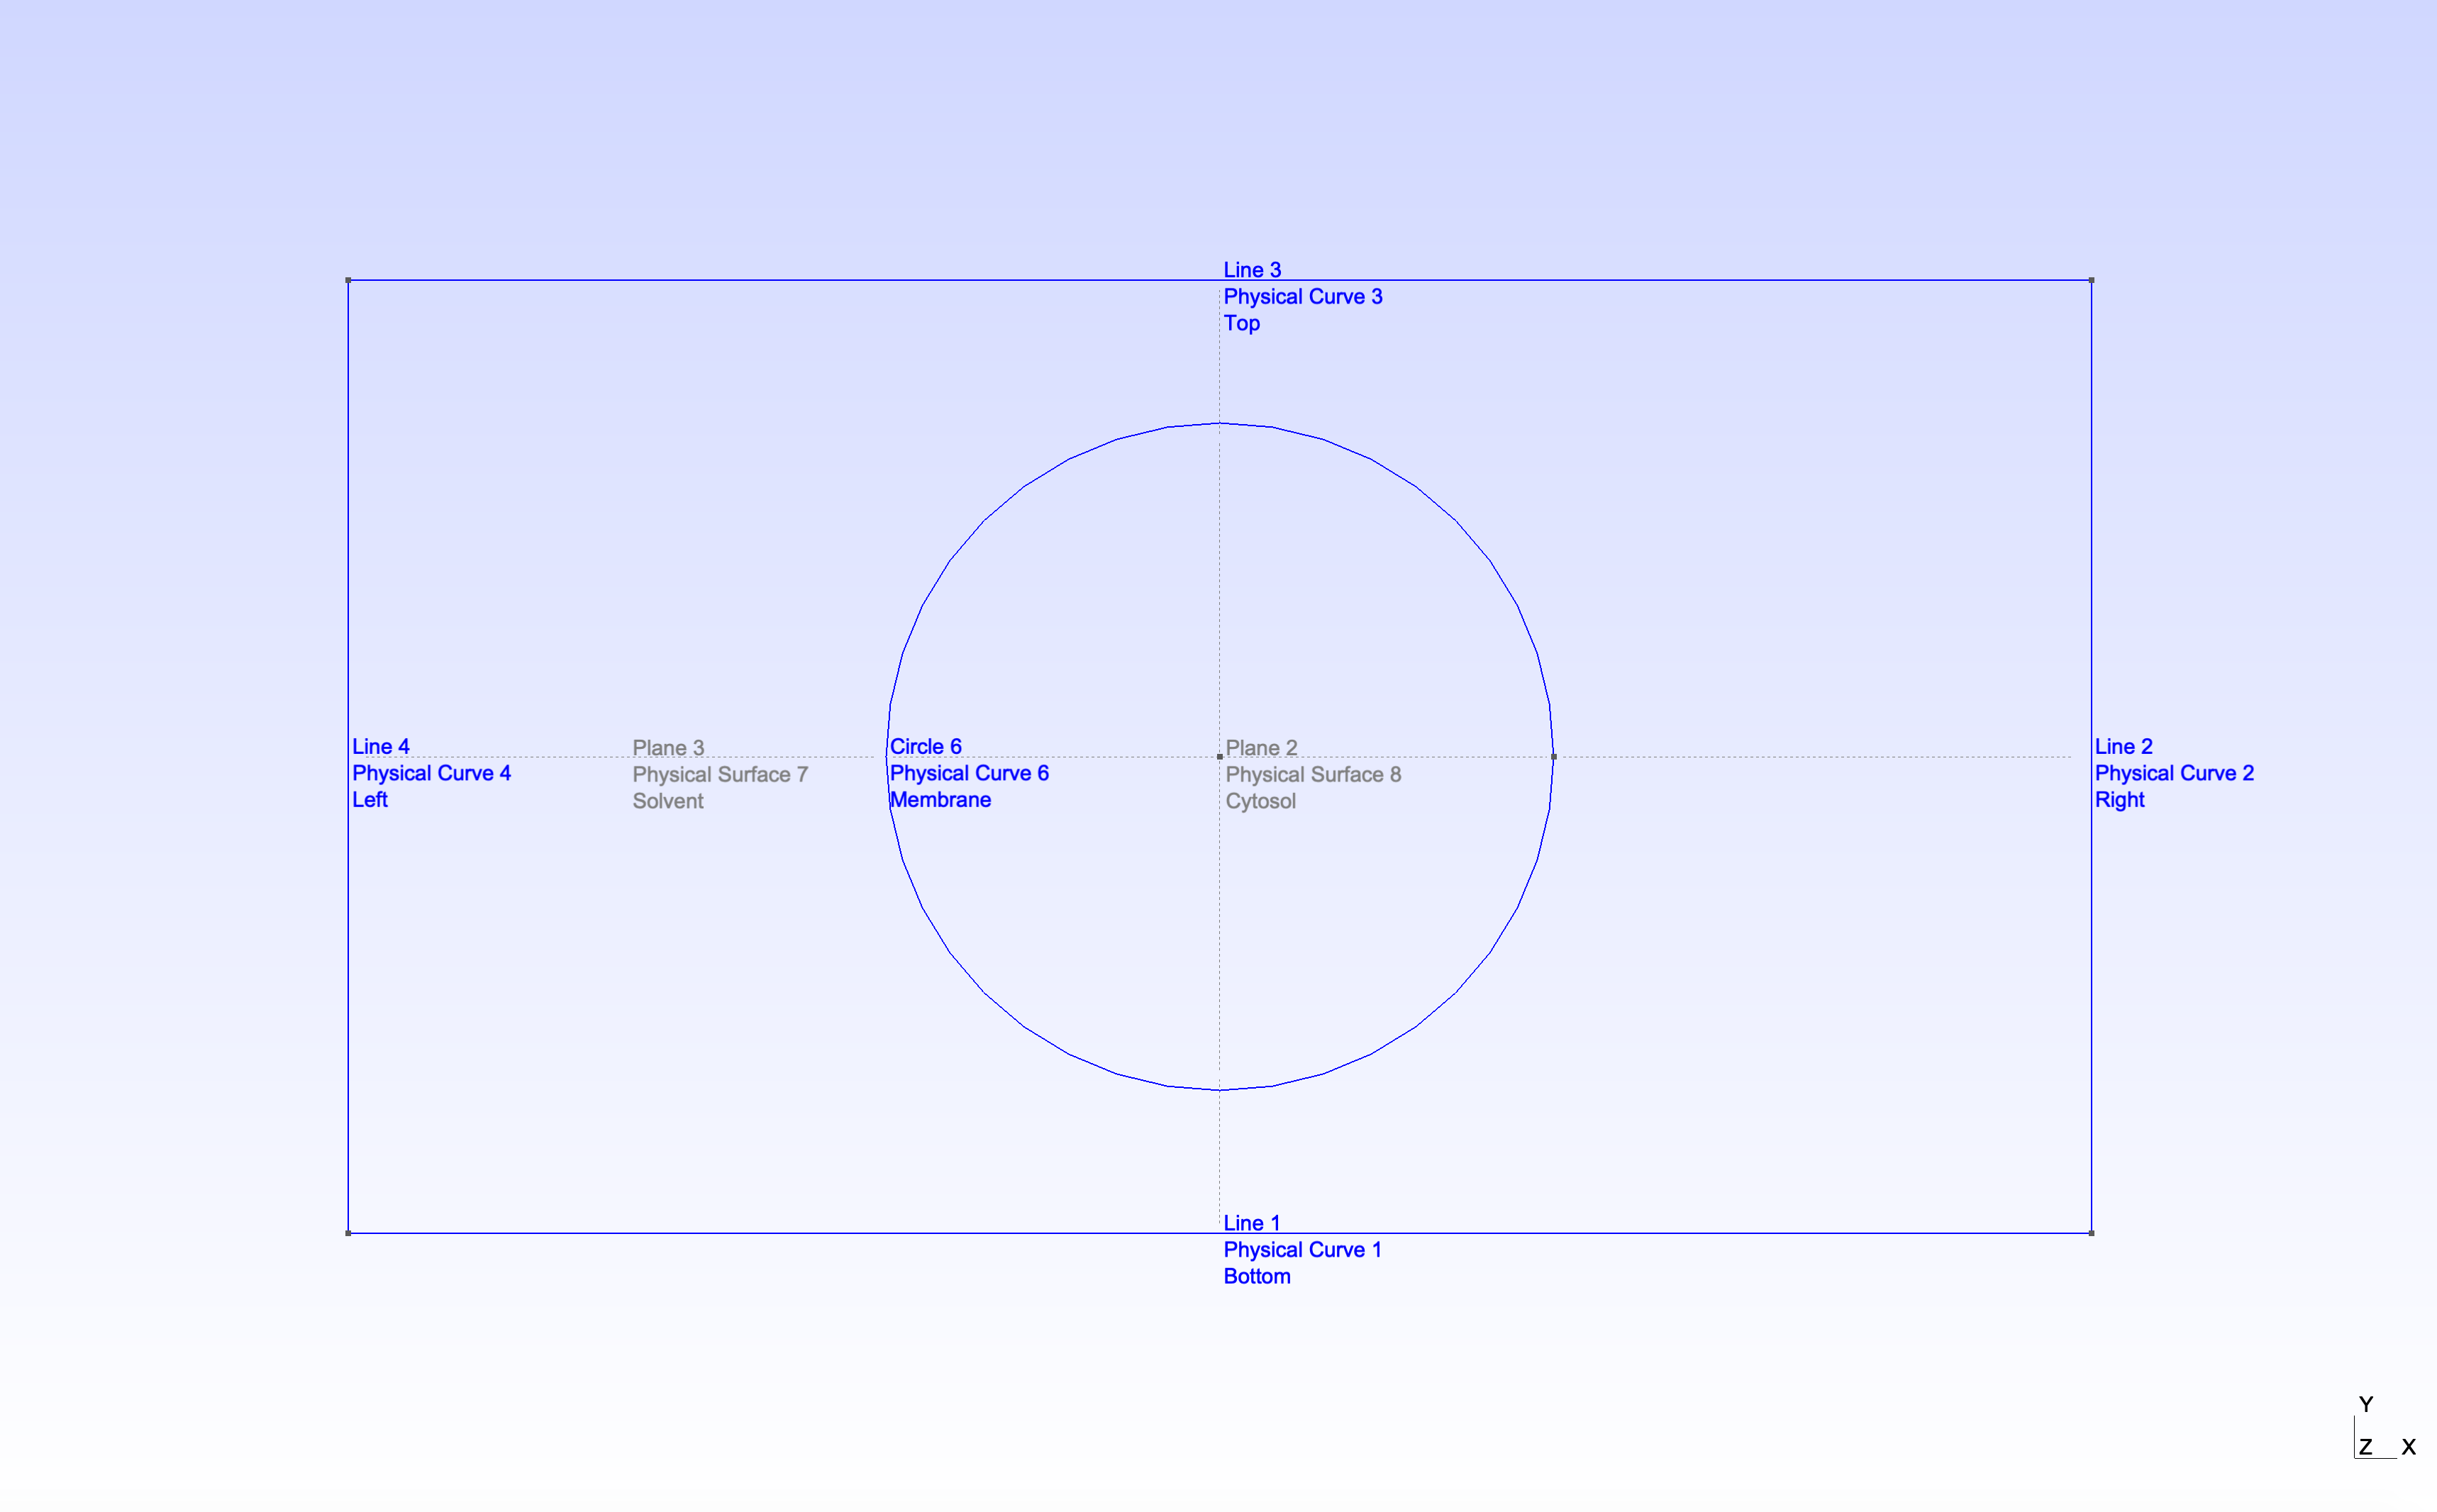 Line 3
Physical Curve 3
Top
Line 4
Physical Curve 4
Left
Plane 3
Physical Surface 7
Solvent
Circle 6
Physical Curve 6
Membrane
Plane 2
Physical Surface 8
Cytosol
Line 2
Physical Curve 2
Right
Line 1
Physical Curve 1
Bottom
Y
Z X